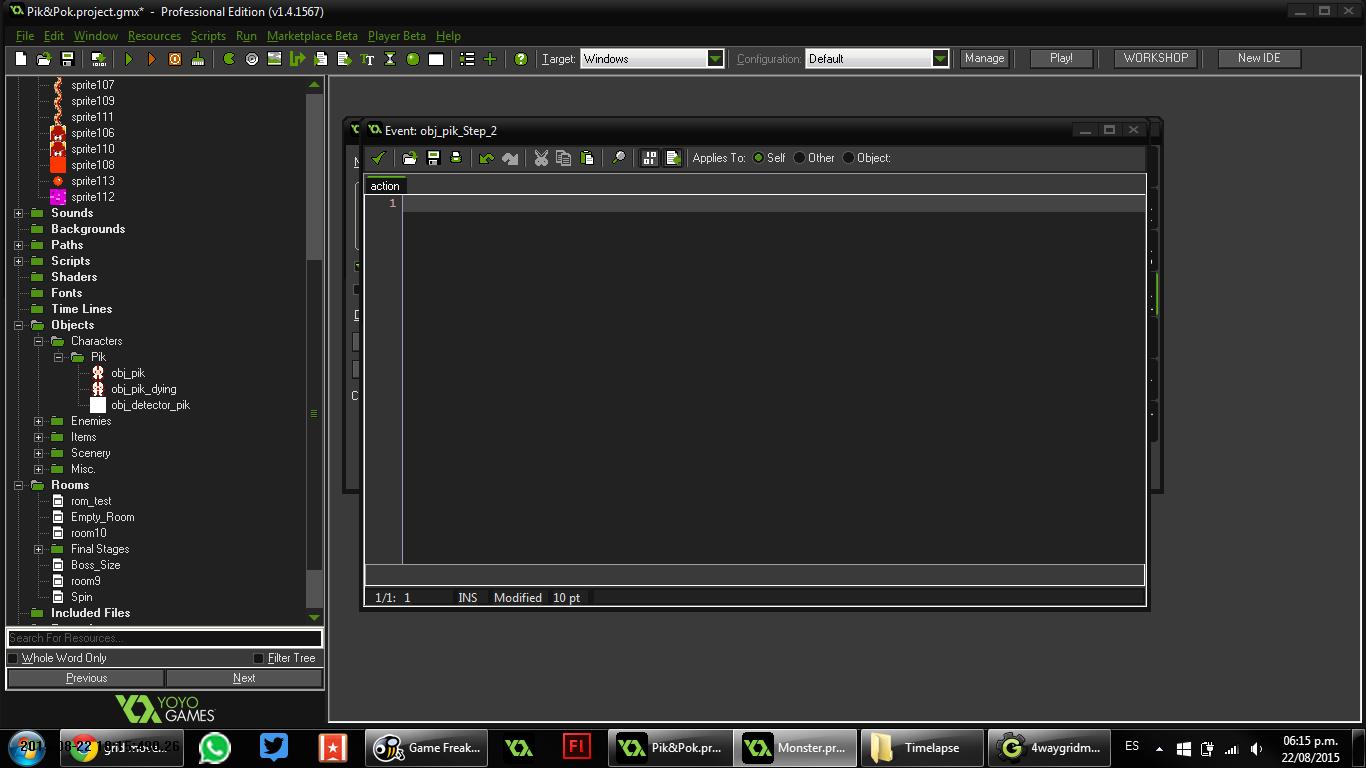 Pik&Pok.project.gmx* - Professional Edition (v1.4.1567)
File Edit Window Resources Scripts Run Marketplace Beta Player Beta Help
Target: Windows Configuration: Default Manage Play! WORKSHOP New IDE
sprite107
sprite109
sprite111
sprite106
sprite110
sprite108
sprite113
sprite112
Sounds
Backgrounds
Paths
Scripts
Shaders
Fonts
Time Lines
Objects
Characters
Pik
obj_pik
obj_pik_dying
obj_detector_pik
Enemies
Items
Scenery
Misc.
Rooms
rom_test
Empty_Room
room10
Final Stages
Boss_Size
room9
Spin
Included Files
Search For Resources...
Whole Word Only Filter Tree
Previous Next
YOYO
GAMES
Event: obj_pik_Step_2
Applies To: Self Other Object:
action
1
1/1: 1 INS Modified 10 pt
Game Freak... Fl Pik&Pok.pr... Monster.pr... Timelapse 4waygridm... ES 06:15 p.m.
22/08/2015